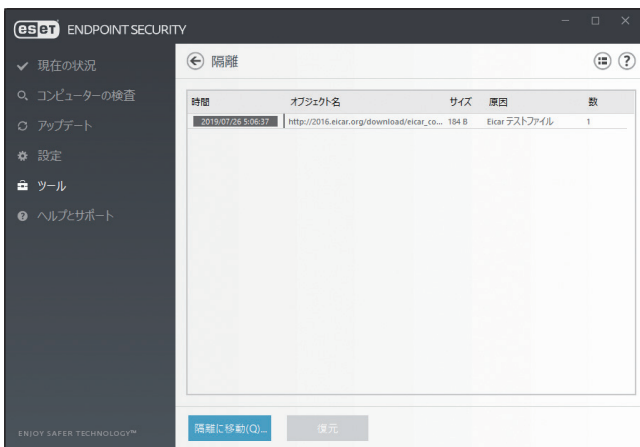 eset ENDPOINT SECURITY
現在の状況
コンピューターの検査
アップデート
設定
ツール
ヘルプとサポート
ENJOY SAFER TECHNOLOGY™
隔離
時間 オブジェクト名 サイズ 原因 数
2019/07/26 5:06:37 http://2016.eicar.org/download/eicar_co... 184 B Eicar テストファイル 1
隔離に移動(Q)... 復元